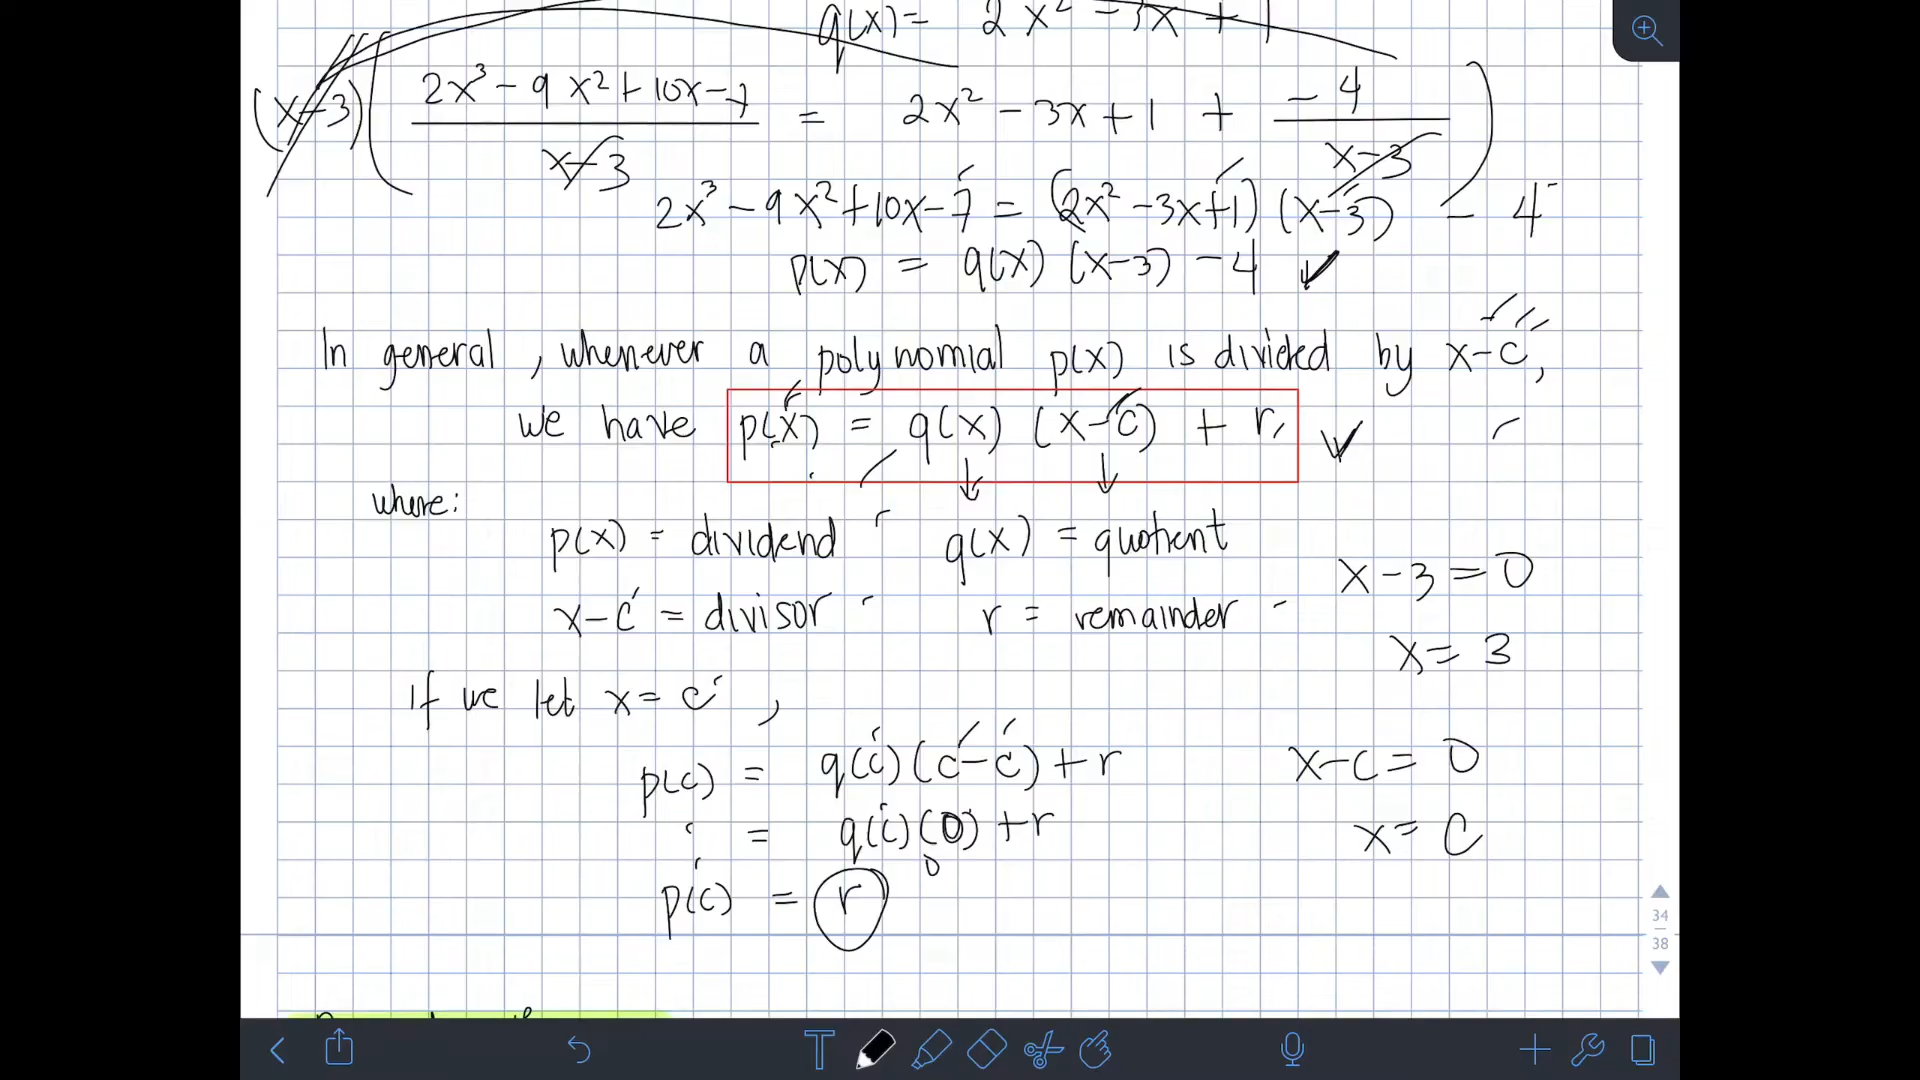 q(x) = 2x² - 3x + 1
(x-3) ( (2x³ - 9x² + 10x - 7)/(x-3) = 2x² - 3x + 1 + (-4)/(x-3) )
2x³ - 9x² + 10x - 7 = (2x² - 3x + 1) (x-3) - 4
p(x) = q(x) (x-3) - 4 ✓
In general, whenever a polynomial p(x) is divided by x-c,
we have p(x) = q(x) (x-c) + r, ✓
where:
p(x) = dividend q(x) = quotient
x-c = divisor r = remainder
x-3 = 0
x = 3
if we let x = c,
p(c) = q(c)(c-c) + r
= q(c)(0) + r
0
p(c) = r
x-c = 0
x = c
34
38
T